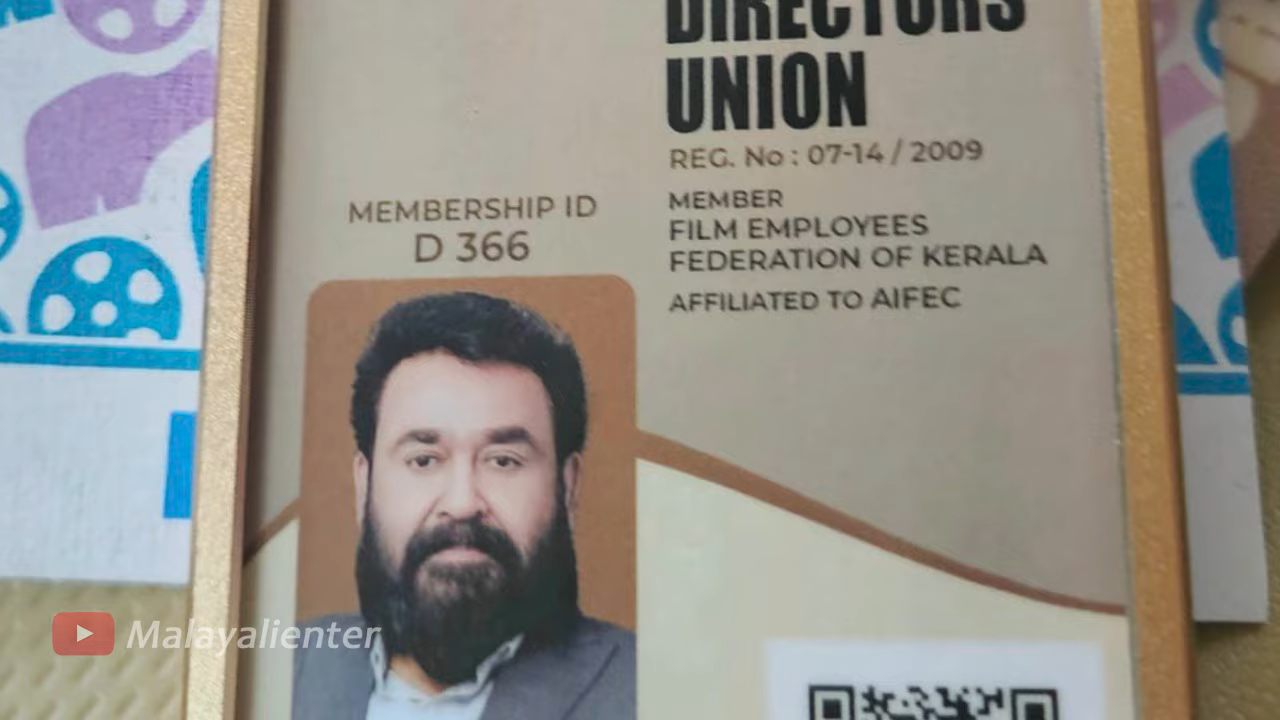 DIRECTORS
UNION
REG. No : 07-14 / 2009
MEMBER
FILM EMPLOYEES
FEDERATION OF KERALA
AFFILIATED TO AIFEC
MEMBERSHIP ID
D 366
Malayalienter